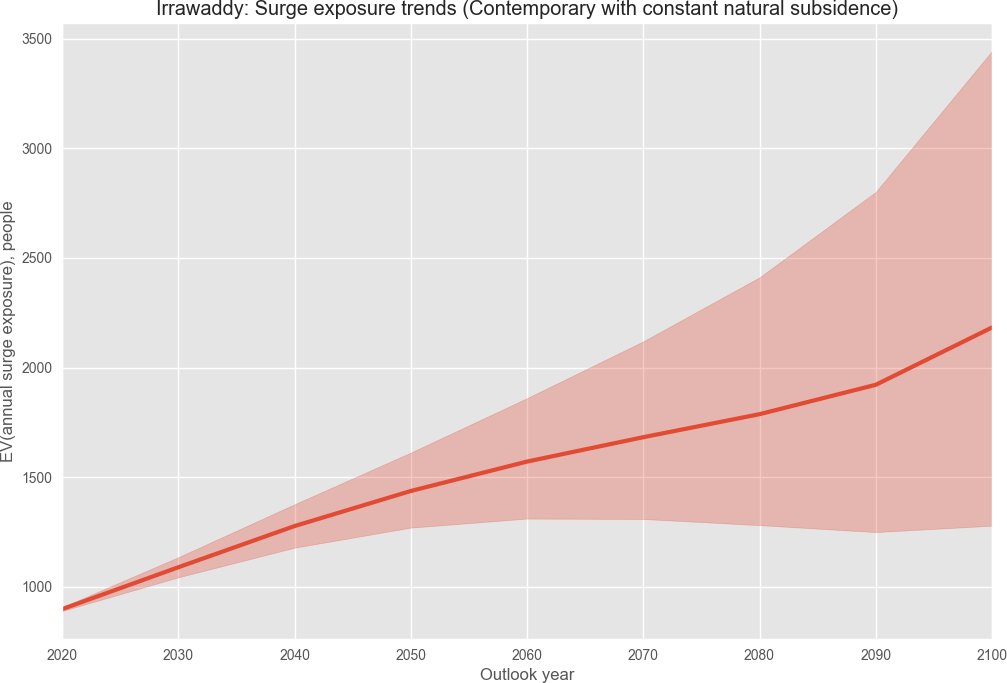 Irrawaddy: Surge exposure trends (Contemporary with constant natural subsidence)
EV(annual surge exposure), people
3500
3000
2500
2000
1500
1000
2020 2030 2040 2050 2060 2070 2080 2090 2100
Outlook year